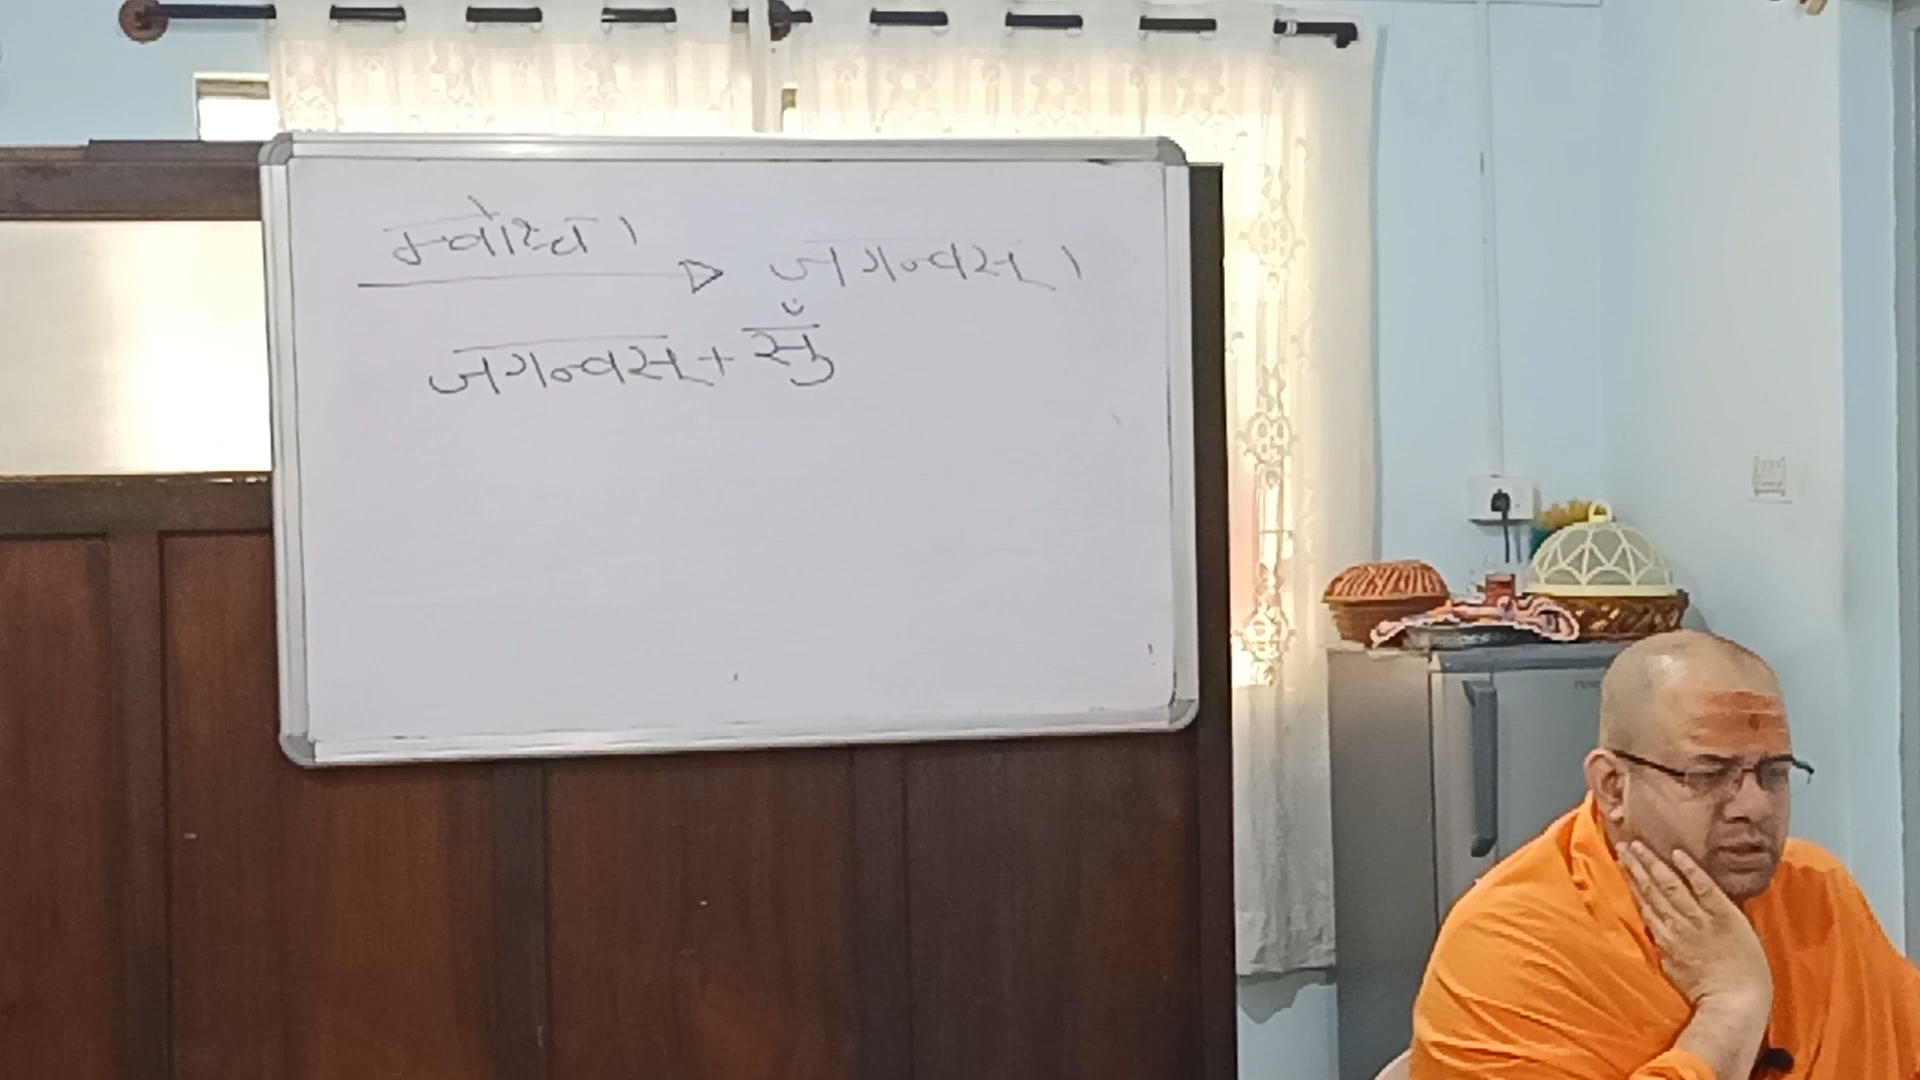 म्वोश्च ।
जगन्वस् ।
जगन्वस् + सुँ